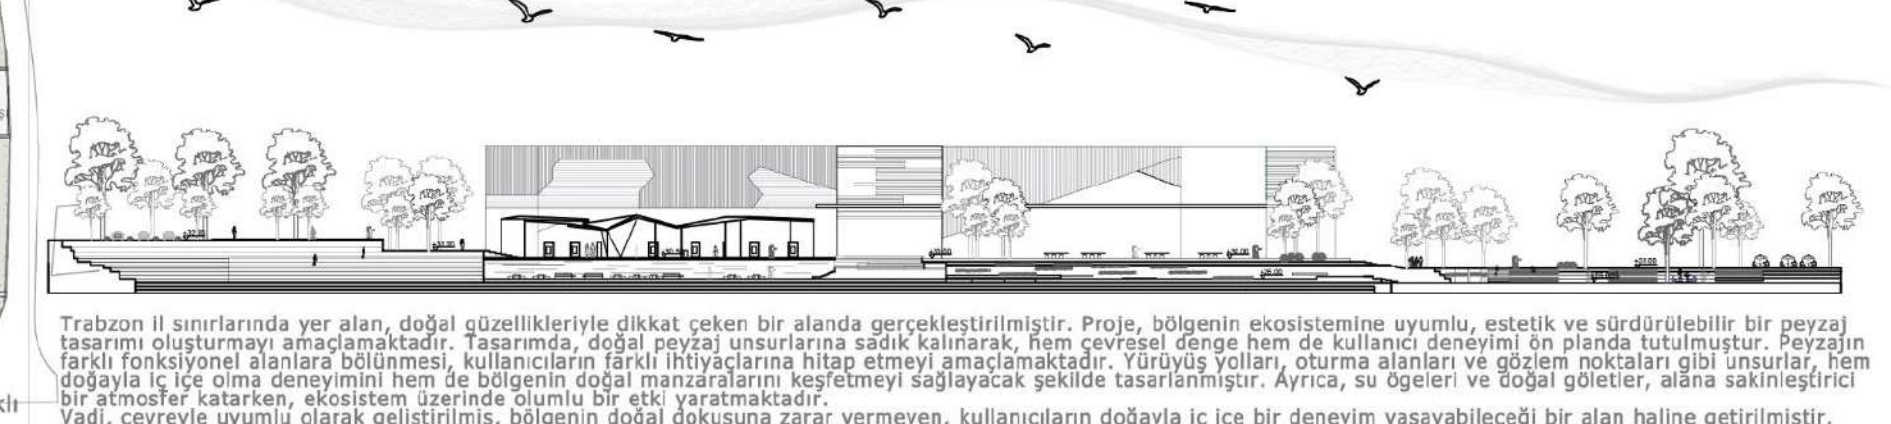 +32.00
+26.00
klı
Trabzon il sınırlarında yer alan, doğal güzellikleriyle dikkat çeken bir alanda gerçekleştirilmiştir. Proje, bölgenin ekosistemine uyumlu, estetik ve sürdürülebilir bir peyzaj
tasarımı oluşturmayı amaçlamaktadır. Tasarımda, doğal peyzaj unsurlarına sadık kalınarak, hem çevresel denge hem de kullanıcı deneyimi ön planda tutulmuştur. Peyzajın
farklı fonksiyonel alanlara bölünmesi, kullanıcıların farklı ihtiyaçlarına hitap etmeyi amaçlamaktadır. Yürüyüş yolları, oturma alanları ve gözlem noktaları gibi unsurlar, hem
doğayla iç içe olma deneyimini hem de bölgenin doğal manzaralarını keşfetmeyi sağlayacak şekilde tasarlanmıştır. Ayrıca, su ögeleri ve doğal göletler, alana sakinleştirici
bir atmosfer katarken, ekosistem üzerinde olumlu bir etki yaratmaktadır.
Vadi, çevreyle uyumlu olarak geliştirilmiş, bölgenin doğal dokusuna zarar vermeyen, kullanıcıların doğayla iç içe bir deneyim yaşayabileceği bir alan haline getirilmiştir.